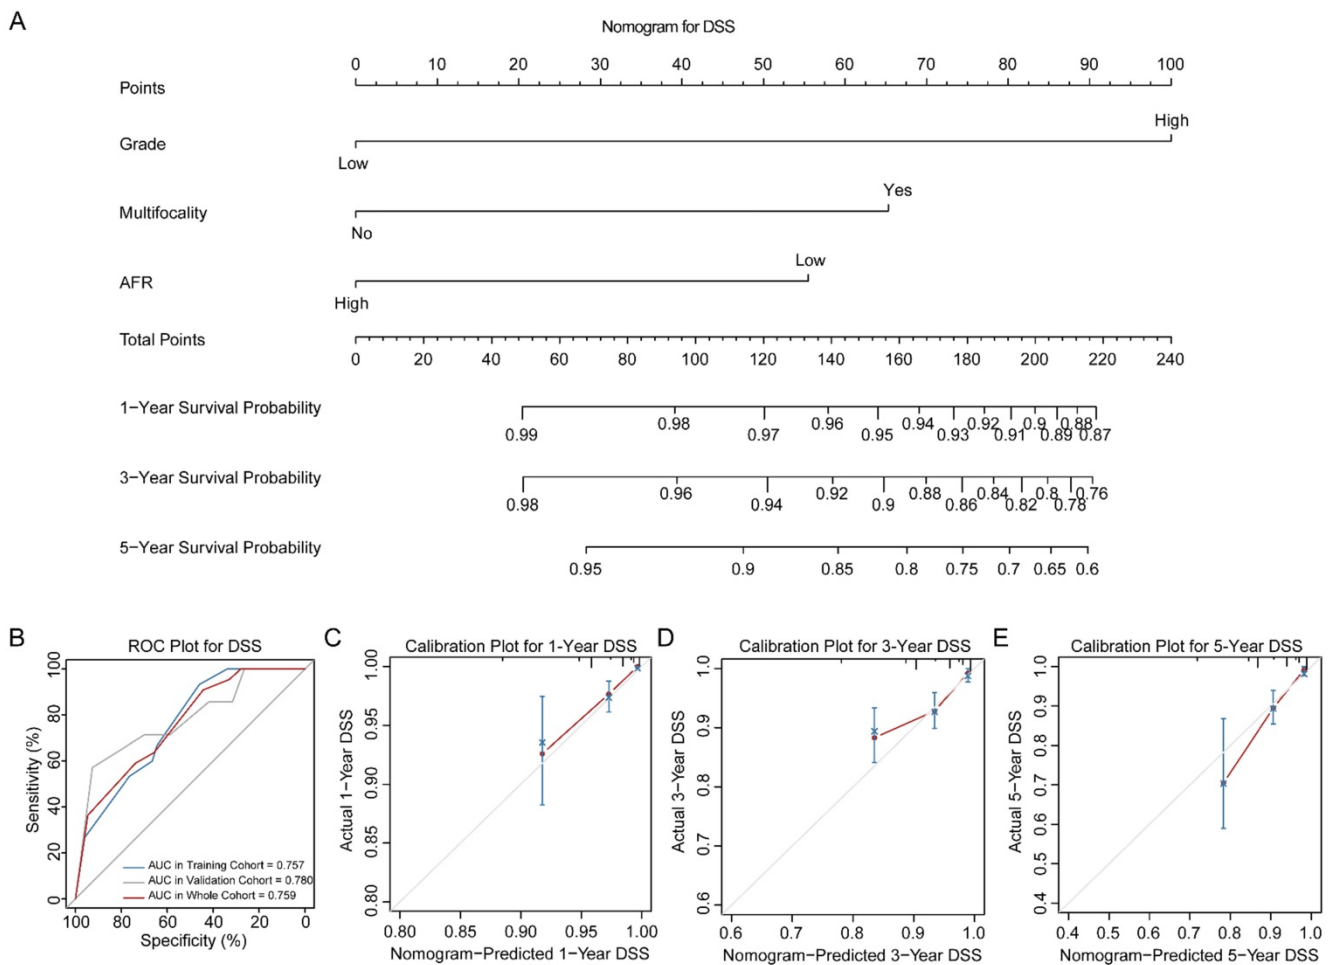 A
Nomogram for DSS
Points
0 10 20 30 40 50 60 70 80 90 100
Grade
High
Low
Multifocality
Yes
No
AFR
Low
High
Total Points
0 20 40 60 80 100 120 140 160 180 200 220 240
1−Year Survival Probability
0.99 0.98 0.97 0.96 0.95 0.94 0.93 0.92 0.91 0.9 0.89 0.88 0.87
3−Year Survival Probability
0.98 0.96 0.94 0.92 0.9 0.88 0.86 0.84 0.82 0.8 0.78 0.76
5−Year Survival Probability
0.95 0.9 0.85 0.8 0.75 0.7 0.65 0.6
B
ROC Plot for DSS
Sensitivity (%)
100
80
60
40
20
0
AUC in Training Cohort = 0.757
AUC in Validation Cohort = 0.780
AUC in Whole Cohort = 0.759
100 80 60 40 20 0
Specificity (%)
C
Calibration Plot for 1-Year DSS
Actual 1−Year DSS
1.00
0.95
0.90
0.85
0.80
0.80 0.85 0.90 0.95 1.00
Nomogram−Predicted 1−Year DSS
D
Calibration Plot for 3-Year DSS
Actual 3−Year DSS
1.0
0.9
0.8
0.7
0.6
0.6 0.7 0.8 0.9 1.0
Nomogram−Predicted 3−Year DSS
E
Calibration Plot for 5-Year DSS
Actual 5−Year DSS
1.0
0.9
0.8
0.7
0.6
0.5
0.4
0.4 0.5 0.6 0.7 0.8 0.9 1.0
Nomogram−Predicted 5−Year DSS